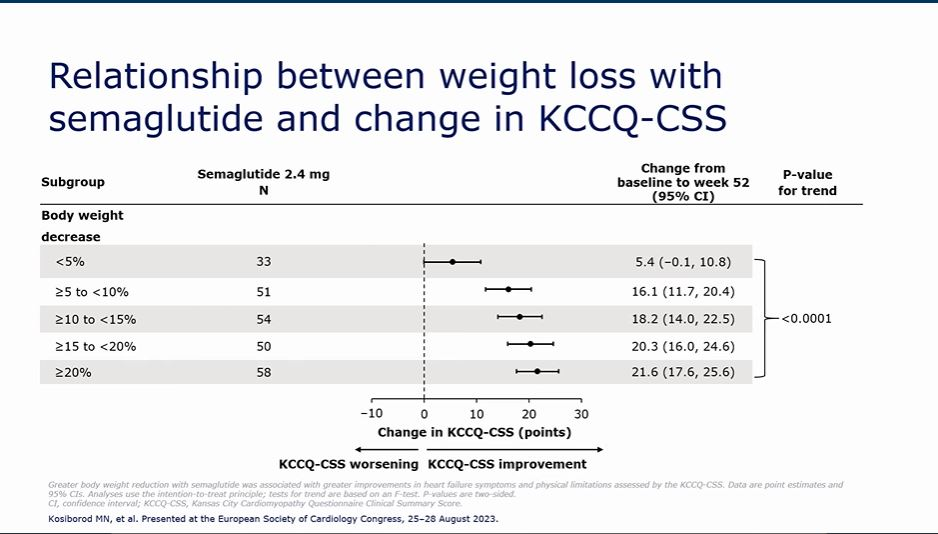 Relationship between weight loss with
semaglutide and change in KCCQ-CSS
Subgroup
Semaglutide 2.4 mg
N
Change from
baseline to week 52
(95% CI)
P-value
for trend
Body weight
decrease
<5% 33 5.4 (–0.1, 10.8)
≥5 to <10% 51 16.1 (11.7, 20.4)
≥10 to <15% 54 18.2 (14.0, 22.5)
≥15 to <20% 50 20.3 (16.0, 24.6)
≥20% 58 21.6 (17.6, 25.6)
<0.0001
–10 0 10 20 30
Change in KCCQ-CSS (points)
KCCQ-CSS worsening KCCQ-CSS improvement
Greater body weight reduction with semaglutide was associated with greater improvements in heart failure symptoms and physical limitations assessed by the KCCQ-CSS. Data are point estimates and
95% CIs. Analyses use the intention-to-treat principle; tests for trend are based on an F-test. P-values are two-sided.
CI, confidence interval; KCCQ-CSS, Kansas City Cardiomyopathy Questionnaire Clinical Summary Score.
Kosiborod MN, et al. Presented at the European Society of Cardiology Congress, 25–28 August 2023.